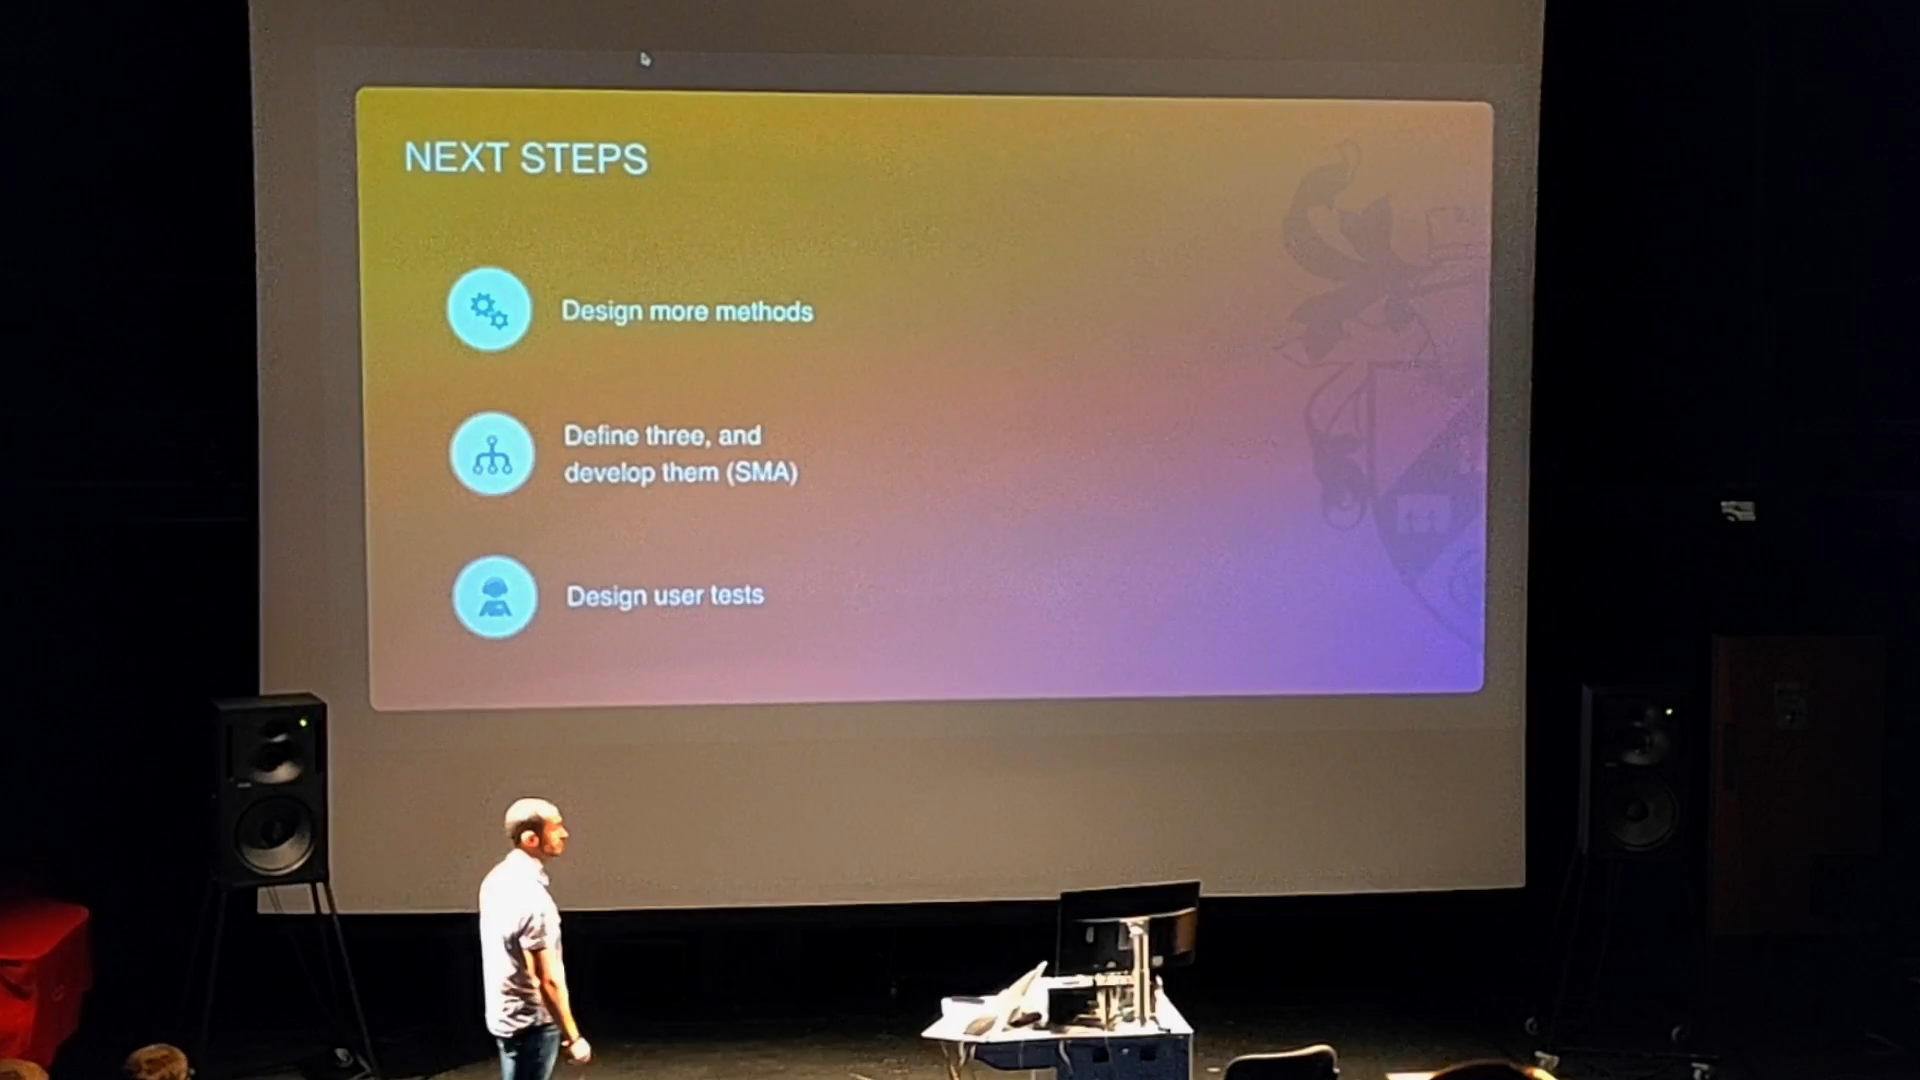 NEXT STEPS
Design more methods
Define three, and
develop them (SMA)
Design user tests